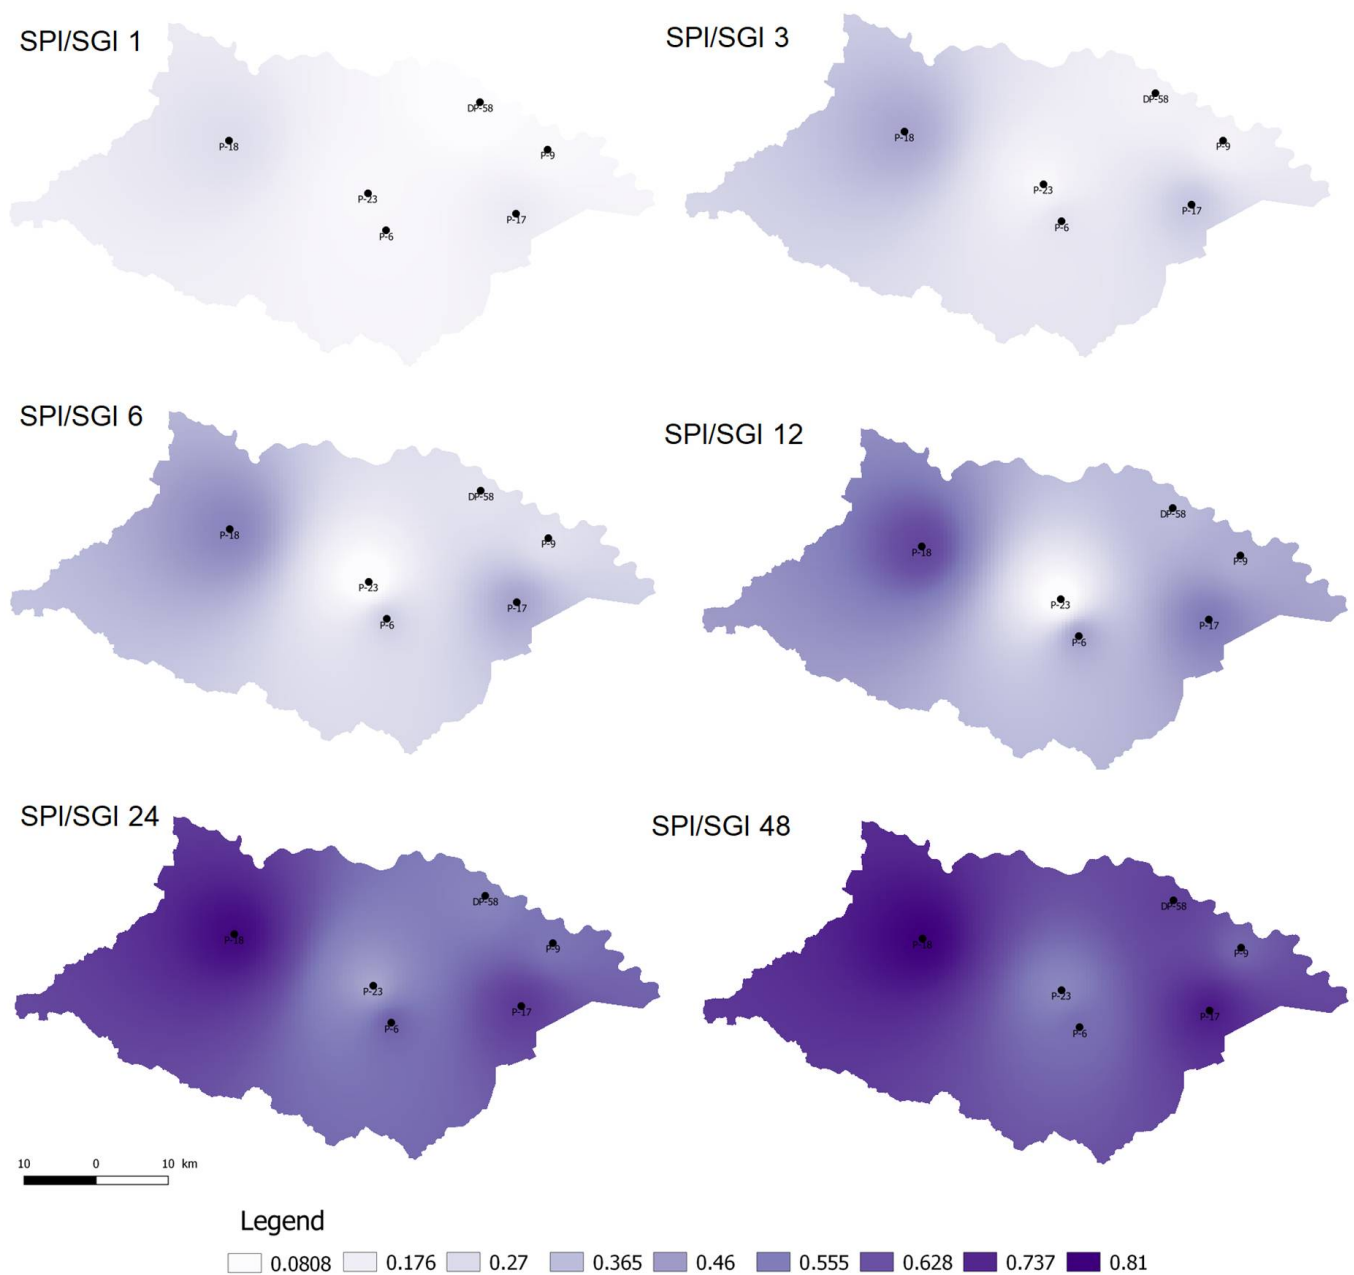 SPI/SGI 1
DP-58
P-18
P-9
P-23
P-17
P-6
SPI/SGI 3
DP-58
P-18
P-9
P-23
P-17
P-6
SPI/SGI 6
DP-58
P-18
P-9
P-23
P-17
P-6
SPI/SGI 12
DP-58
P-18
P-9
P-23
P-17
P-6
SPI/SGI 24
DP-58
P-18
P-9
P-23
P-17
P-6
SPI/SGI 48
DP-58
P-18
P-9
P-23
P-17
P-6
10 0 10 km
Legend
0.0808 0.176 0.27 0.365 0.46 0.555 0.628 0.737 0.81